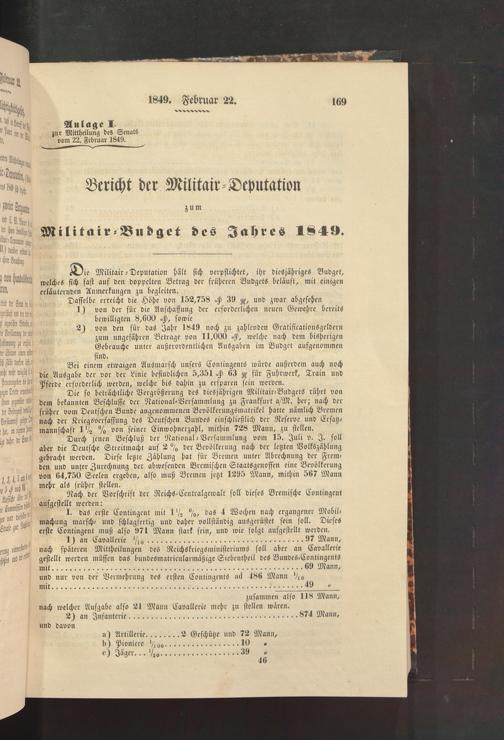 1849. Februar 22.
169
Anlage I.
zur Mittheilung des Senats
vom 22. Februar 1849.
Bericht der Militair-Deputation
zum
Militair-Budget des Jahres 1849.
Die Militair-Deputation hält sich verpflichtet, ihr diesjähriges Budget,
welches sich fast auf den doppelten Betrag der früheren Budgets beläuft, mit einigen
erläuternden Anmerkungen zu begleiten.
Dasselbe erreicht die Höhe von 152,758 ₰ 39 gr, und zwar abgesehen
1) von der für die Anschaffung der erforderlichen neuen Gewehre bereits
bewilligten 8,600 ₰, sowie
2) von den für das Jahr 1849 noch zu zahlenden Gratificationsgeldern
zum ungefähren Betrage von 11,000 ₰, welche nach dem bisherigen
Gebrauche unter außerordentlichen Ausgaben im Budget aufgenommen
sind.
Bei einem etwaigen Ausmarsch unsers Contingents würde außerdem auch noch
die Ausgabe der vor der Linie befindlichen 5,351 ₰ 63 gr für Fuhrwerk, Train und
Pferde erforderlich werden, welche bis dahin zu ersparen sein werden.
Die so beträchtliche Vergrößerung des diesjährigen Militair-Budgets rührt von
dem bekannten Beschlusse der National-Versammlung zu Frankfurt a/M. her; nach der
früher vom Deutschen Bunde angenommenen Bevölkerungsmatrikel hatte nämlich Bremen
nach der Kriegsverfassung des Deutschen Bundes einschließlich der Reserve und Ersatz-
mannschaft 1½ % von seiner Einwohnerzahl, mithin 728 Mann, zu stellen.
Durch jenen Beschluß der National-Versammlung vom 15. Juli v. J. soll
aber die Deutsche Streitmacht auf 2 % der Bevölkerung nach der letzten Volkszählung
gebracht werden. Diese letzte Zählung hat für Bremen unter Abrechnung der Frem-
den und unter Zurechnung der abwesenden Bremischen Staatsgenossen eine Bevölkerung
von 64,750 Seelen ergeben, also muß Bremen jetzt 1295 Mann, mithin 567 Mann
mehr als früher stellen.
Nach der Vorschrift der Reichs-Centralgewalt soll dieses Bremische Contingent
aufgestellt werden:
I. das erste Contingent mit 1½ %, das 4 Wochen nach ergangener Mobil-
machung marsch- und schlagfertig und daher vollständig ausgerüstet sein soll. Dieses
erste Contingent muß also 971 Mann stark sein, und wie folgt aufgestellt werden.
1) an Cavallerie 1/10 ..............................97 Mann,
nach späteren Mittheilungen des Reichskriegsministeriums soll aber an Cavallerie
gestellt werden müssen das bundesmatricularmäßige Siebentheil des Bundes-Contingents
mit..............................69 Mann,
und nur von der Vermehrung des ersten Contingents ad 486 Mann 1/10
mit..............................49 "
zusammen also 118 Mann,
nach welcher Aufgabe also 21 Mann Cavallerie mehr zu stellen wären.
2) an Infanterie..............................874 Mann,
und davon
a) Artillerie........2 Geschütze und 72 Mann,
b) Pioniere 1/100....................10 "
c) Jäger... 1/20....................39 "
46